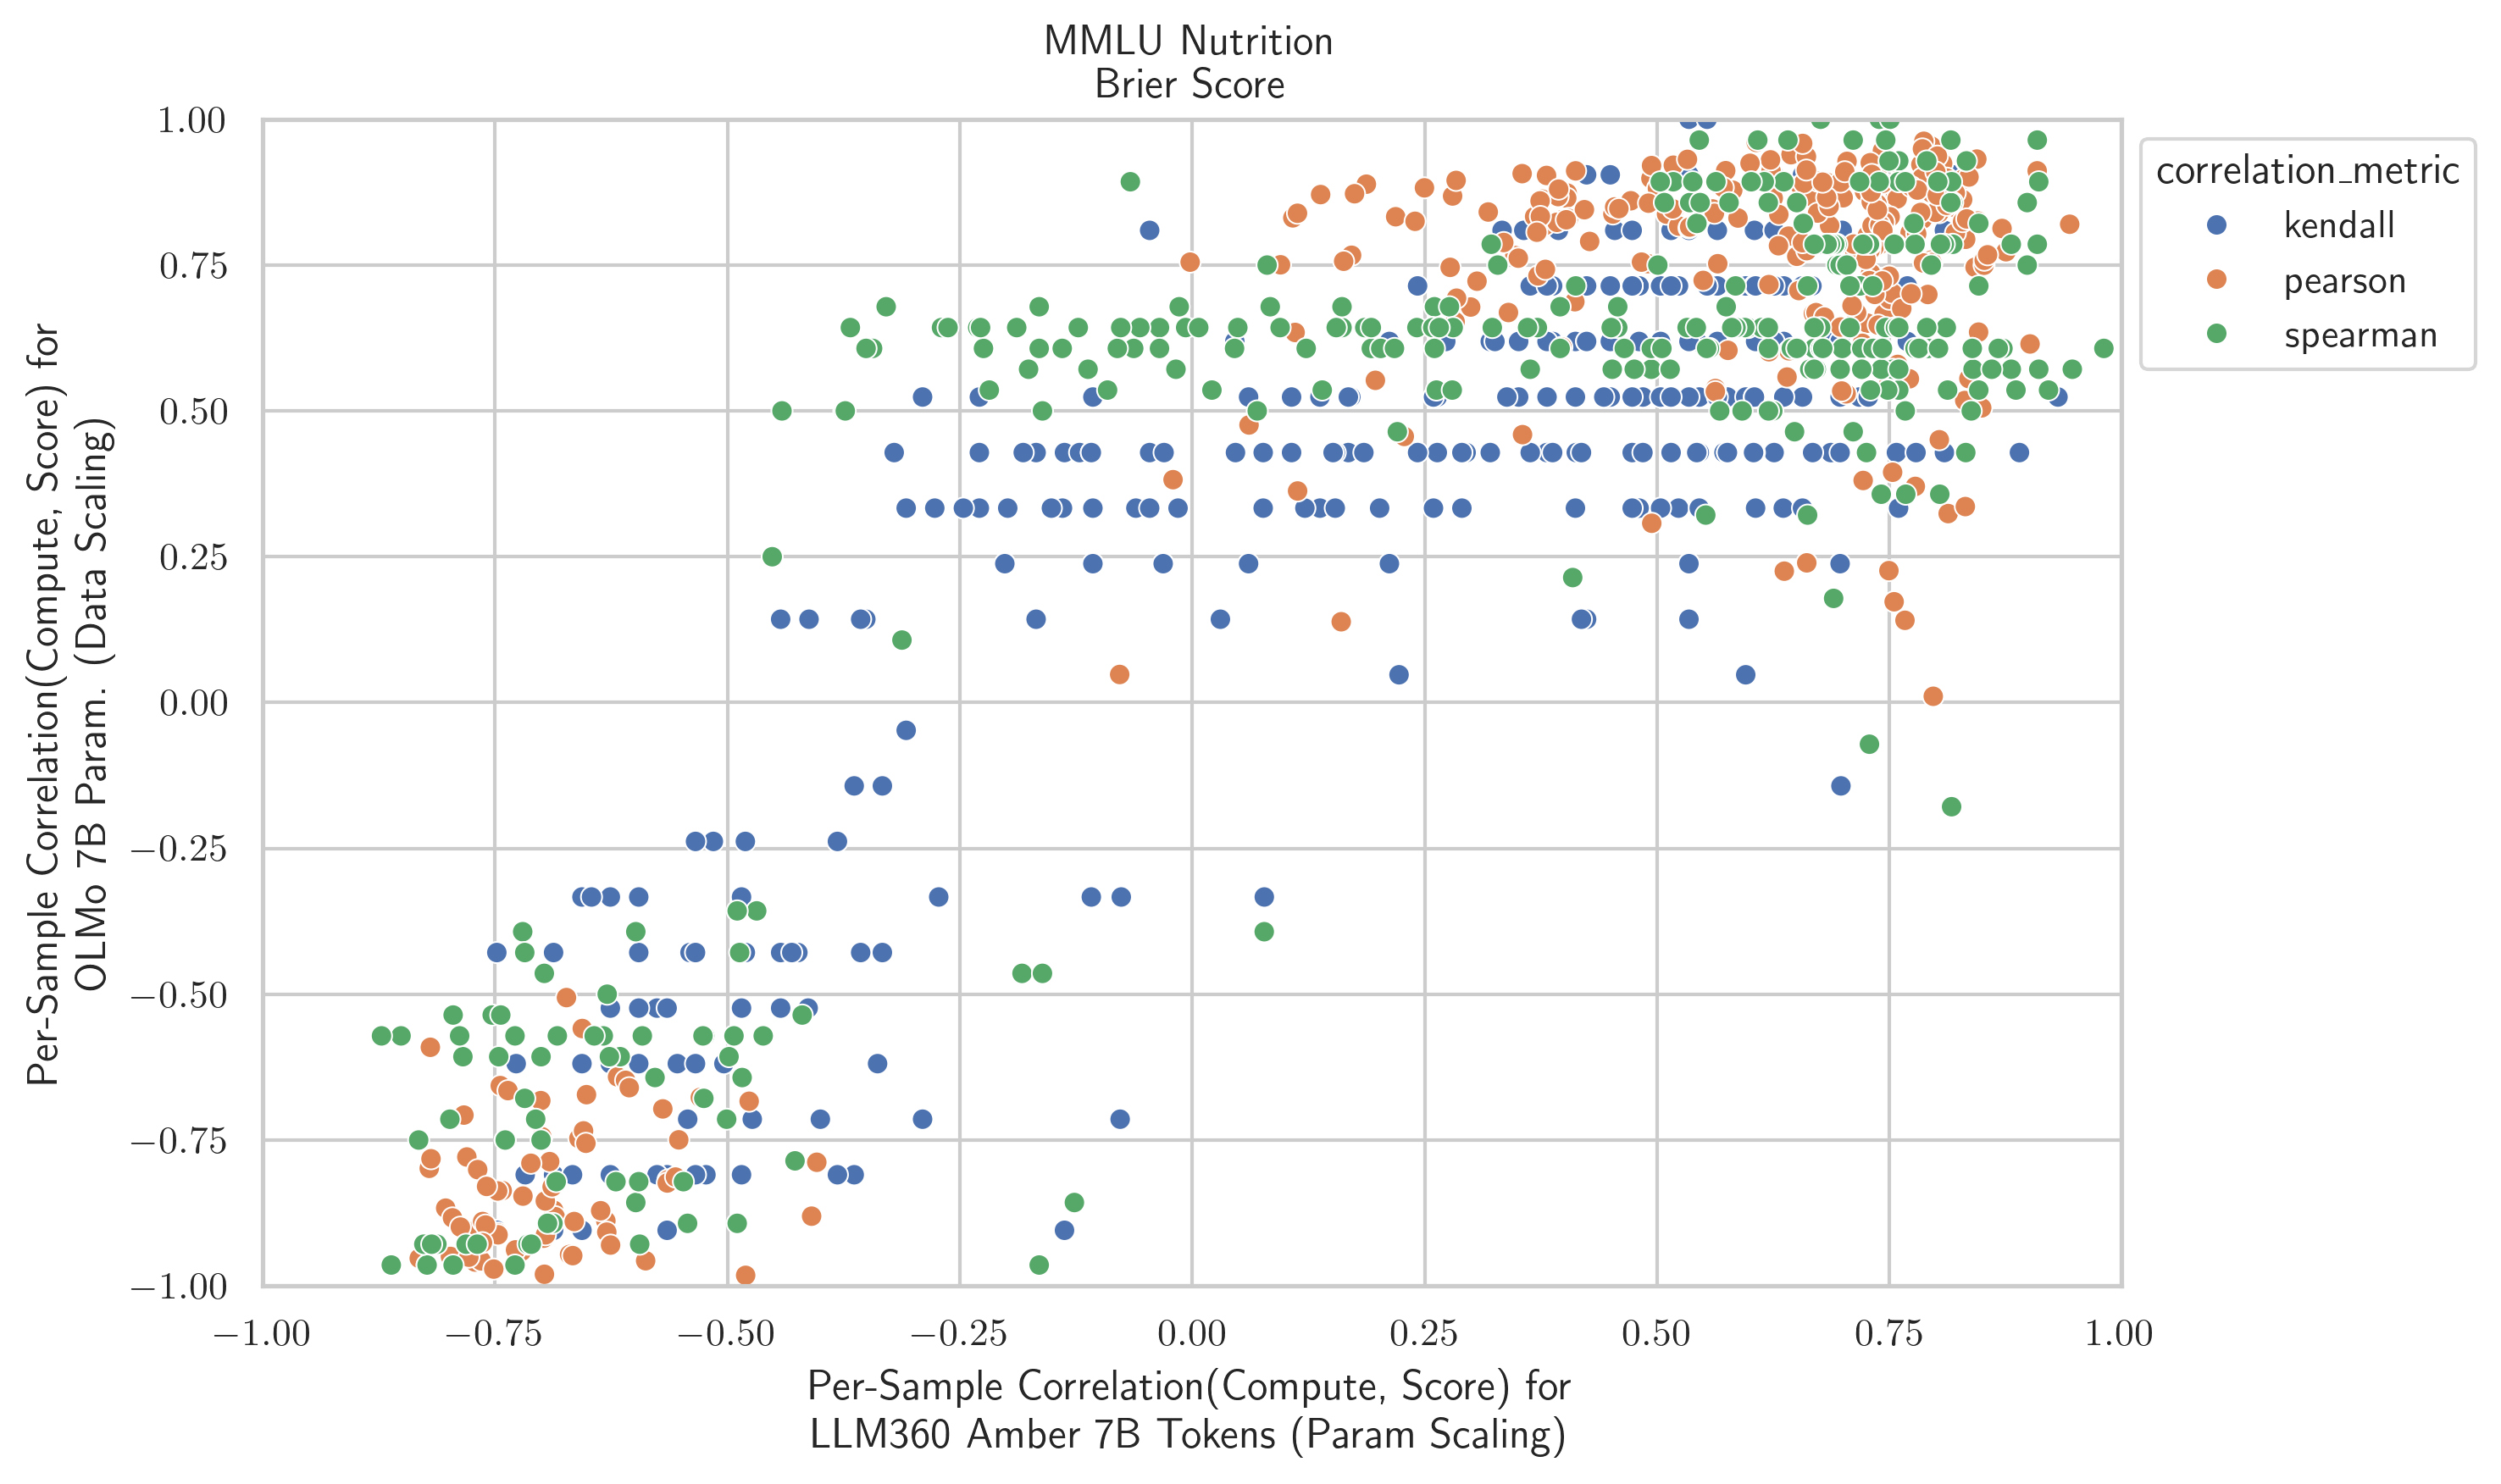 MMLU Nutrition
Brier Score
Per-Sample Correlation(Compute, Score) for
OLMo 7B Param. (Data Scaling)
1.00
0.75
0.50
0.25
0.00
−0.25
−0.50
−0.75
−1.00
−1.00 −0.75 −0.50 −0.25 0.00 0.25 0.50 0.75 1.00
Per-Sample Correlation(Compute, Score) for
LLM360 Amber 7B Tokens (Param Scaling)
correlation_metric
kendall
pearson
spearman